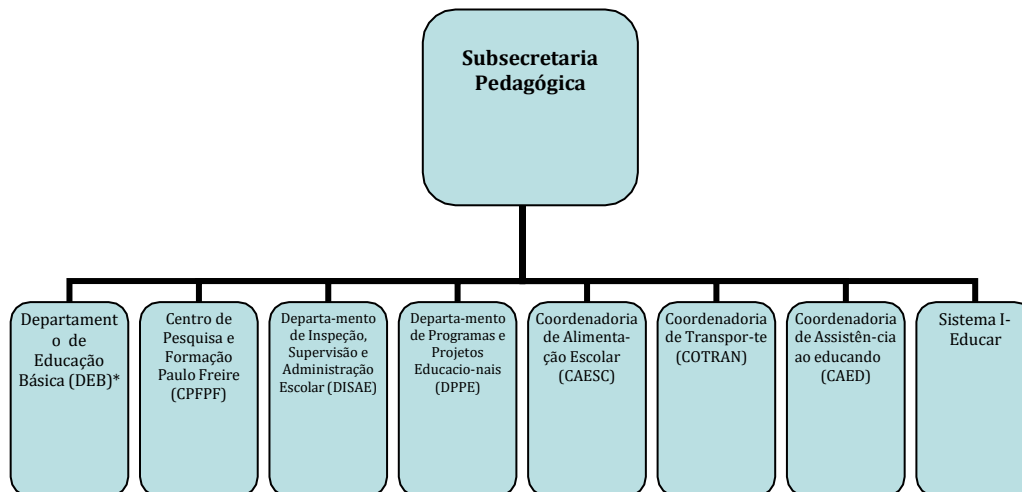 Subsecretaria
Pedagógica
Departament
o de
Educação
Básica (DEB)*
Centro de
Pesquisa e
Formação
Paulo Freire
(CPFPF)
Departa-mento
de Inspeção,
Supervisão e
Administração
Escolar (DISAE)
Departa-mento
de Programas e
Projetos
Educacio-nais
(DPPE)
Coordenadoria
de Alimenta-
ção Escolar
(CAESC)
Coordenadoria
de Transpor-te
(COTRAN)
Coordenadoria
de Assistên-cia
ao educando
(CAED)
Sistema I-
Educar